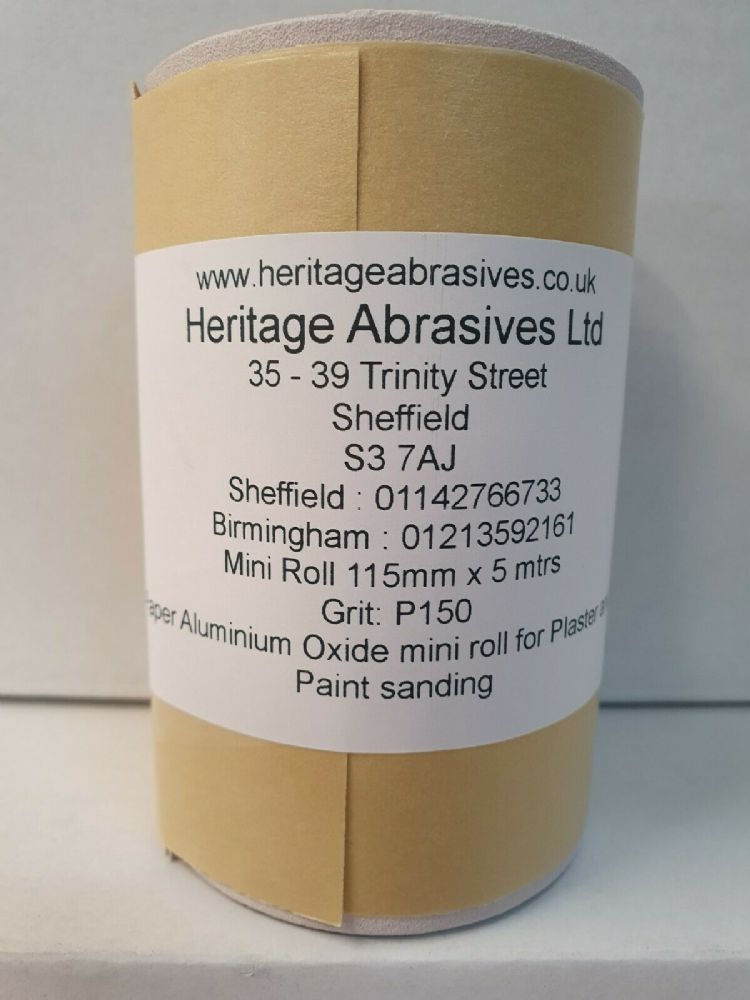 www.heritageabrasives.co.uk
Heritage Abrasives Ltd
35 - 39 Trinity Street
Sheffield
S3 7AJ
Sheffield : 01142766733
Birmingham : 01213592161
Mini Roll 115mm x 5 mtrs
Grit: P150
Aluminium Oxide mini roll for Plaster
Paint sanding